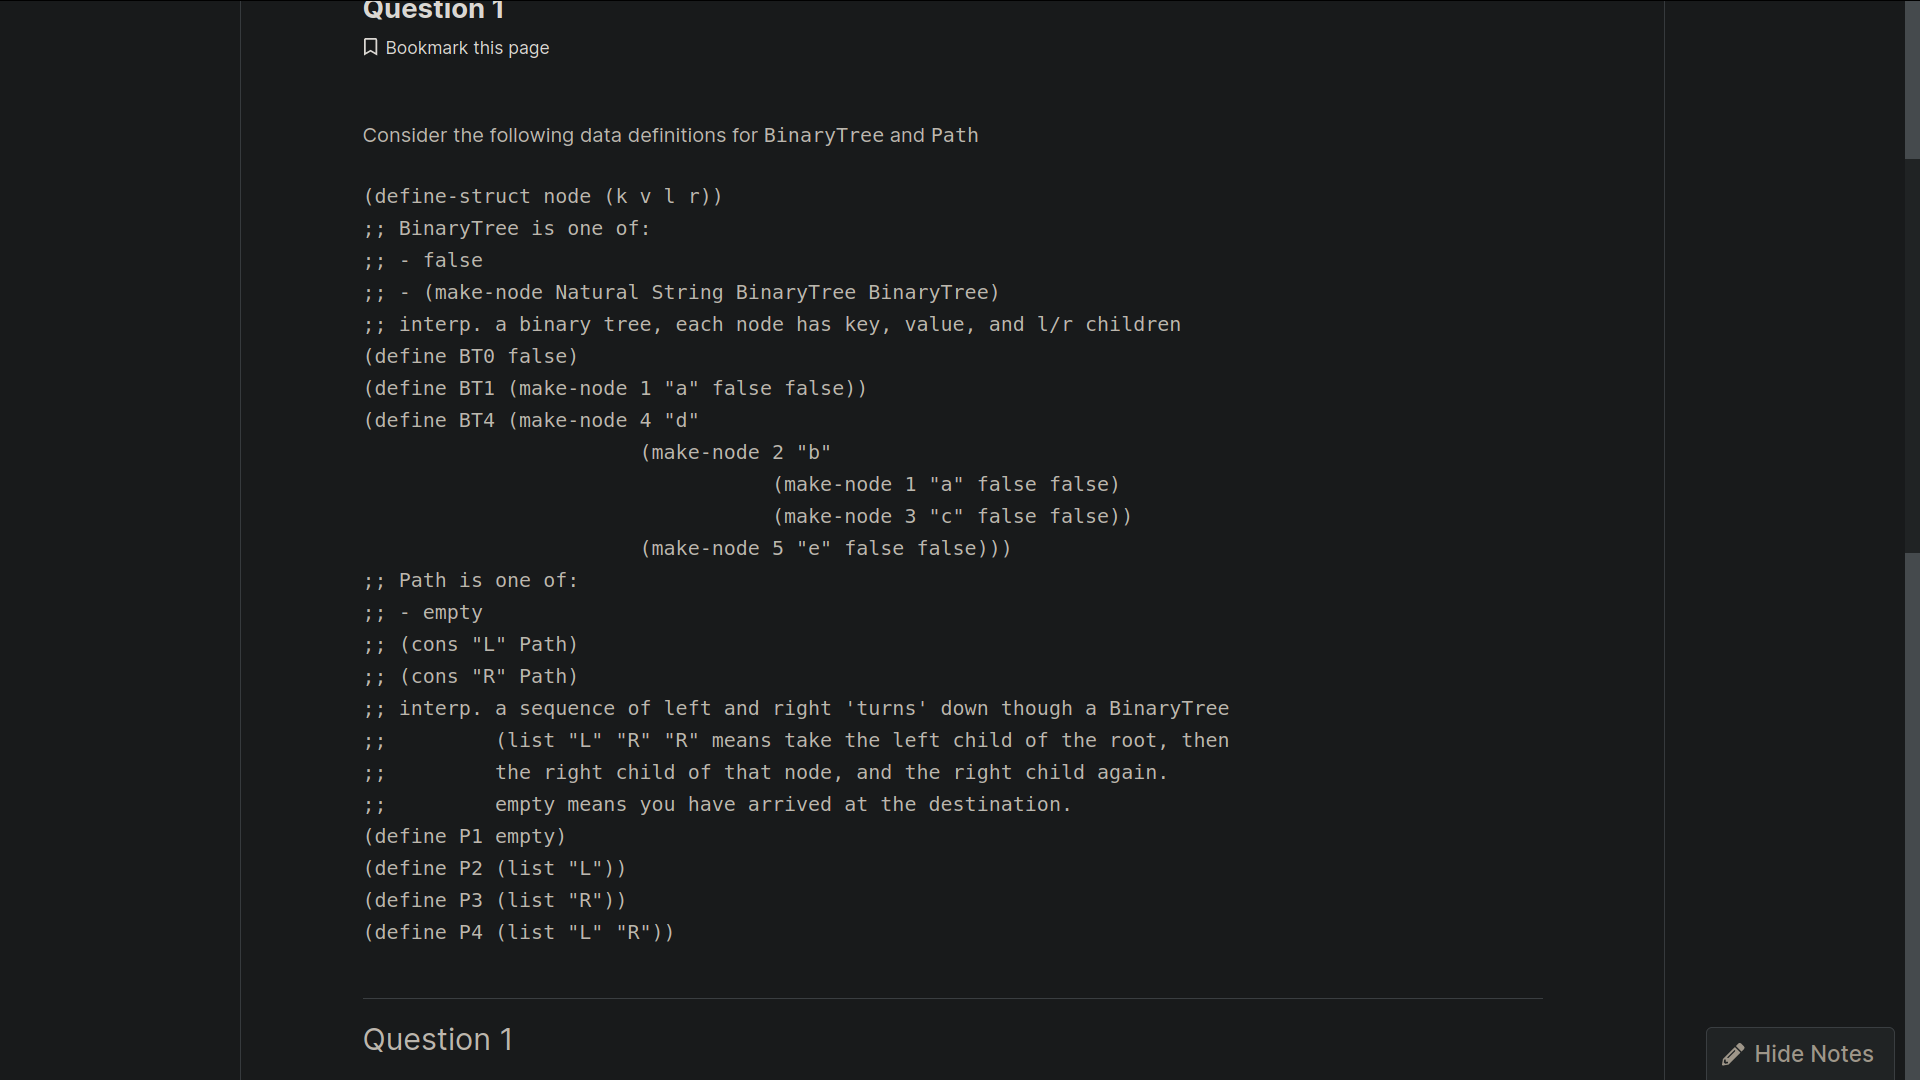 Question 1
Bookmark this page
Consider the following data definitions for BinaryTree and Path
(define-struct node (k v l r))
;; BinaryTree is one of:
;; - false
;; - (make-node Natural String BinaryTree BinaryTree)
;; interp. a binary tree, each node has key, value, and l/r children
(define BT0 false)
(define BT1 (make-node 1 "a" false false))
(define BT4 (make-node 4 "d"
                       (make-node 2 "b"
                                  (make-node 1 "a" false false)
                                  (make-node 3 "c" false false))
                       (make-node 5 "e" false false)))
;; Path is one of:
;; - empty
;; (cons "L" Path)
;; (cons "R" Path)
;; interp. a sequence of left and right 'turns' down though a BinaryTree
;;         (list "L" "R" "R" means take the left child of the root, then
;;         the right child of that node, and the right child again.
;;         empty means you have arrived at the destination.
(define P1 empty)
(define P2 (list "L"))
(define P3 (list "R"))
(define P4 (list "L" "R"))
Question 1
Hide Notes